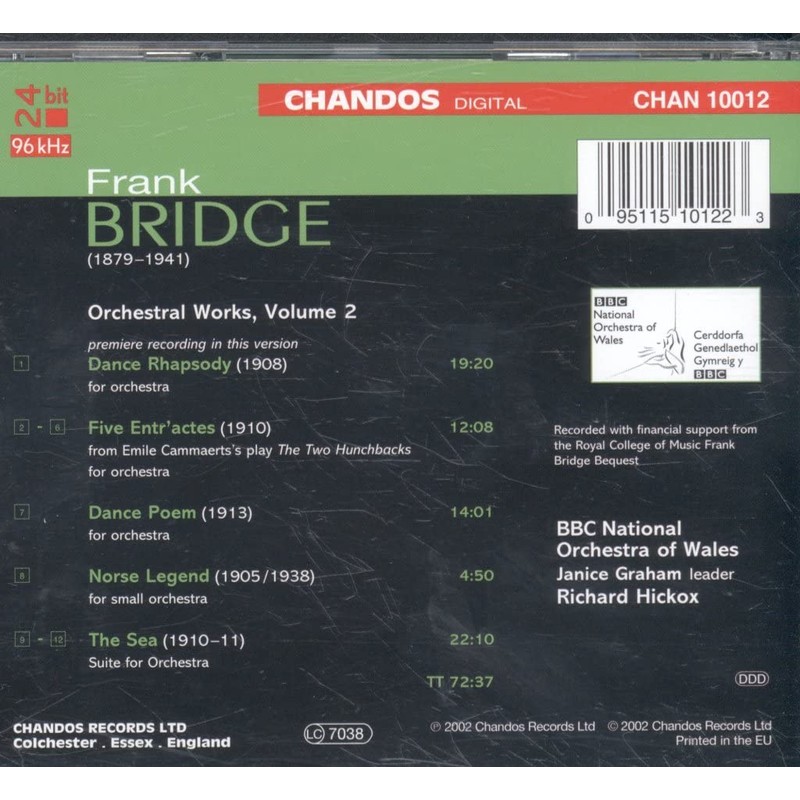 24 bit
96 kHz
CHANDOS DIGITAL
CHAN 10012
Frank
BRIDGE
(1879–1941)
0 95115 10122 3
Orchestral Works, Volume 2
premiere recording in this version
1 Dance Rhapsody (1908) 19:20
for orchestra
2 - 6 Five Entr'actes (1910) 12:08
from Emile Cammaerts's play The Two Hunchbacks
for orchestra
7 Dance Poem (1913) 14:01
for orchestra
8 Norse Legend (1905/1938) 4:50
for small orchestra
9 - 12 The Sea (1910–11) 22:10
Suite for Orchestra
TT 72:37
BBC
National
Orchestra of
Wales
Cerddorfa
Genedlaethol
Gymreig y
BBC
Recorded with financial support from
the Royal College of Music Frank
Bridge Bequest
BBC National
Orchestra of Wales
Janice Graham leader
Richard Hickox
DDD
CHANDOS RECORDS LTD
Colchester . Essex . England
LC 7038
℗ 2002 Chandos Records Ltd © 2002 Chandos Records Ltd
Printed in the EU